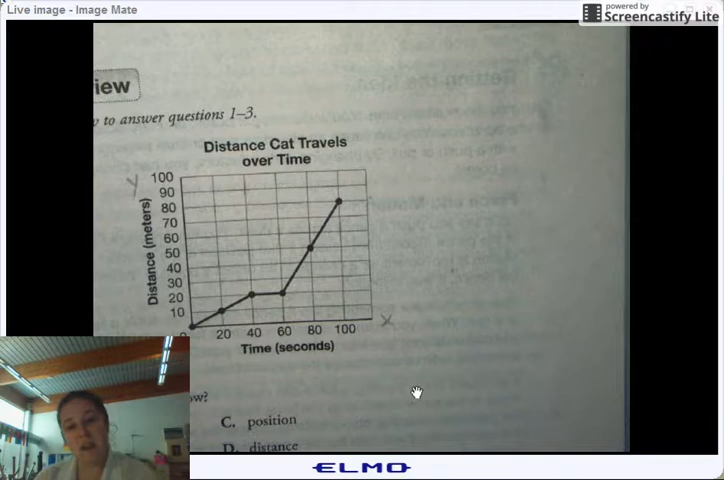 Live image - Image Mate
powered by
Screencastify Lite
iew
to answer questions 1–3.
Distance Cat Travels
over Time
Y
100
90
80
70
60
50
40
30
20
10
Distance (meters)
0 20 40 60 80 100
X
Time (seconds)
ow?
C. position
D. distance
ELMO